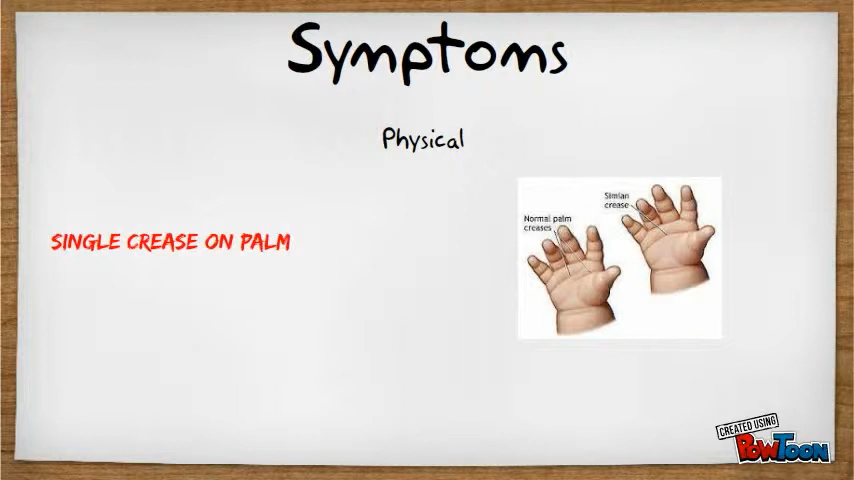 Symptoms
Physical
Simian
crease
Normal palm
creases
SINGLE CREASE ON PALM
CREATED USING
POWTOON